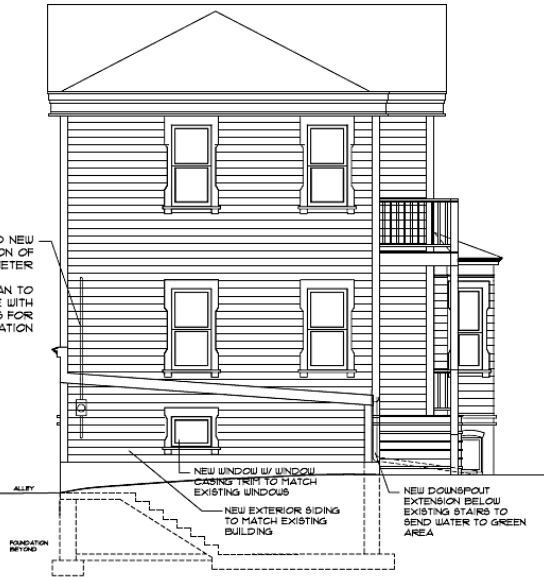 NEW
ON OF
METER
AN TO
WITH
FOR
ATION
NEW WINDOW W/ WINDOW
CASING TRIM TO MATCH
EXISTING WINDOWS
NEW EXTERIOR SIDING
TO MATCH EXISTING
BUILDING
NEW DOWNSPOUT
EXTENSION BELOW
EXISTING STAIRS TO
SEND WATER TO GREEN
AREA
ALLEY
FOUNDATION
BEYOND